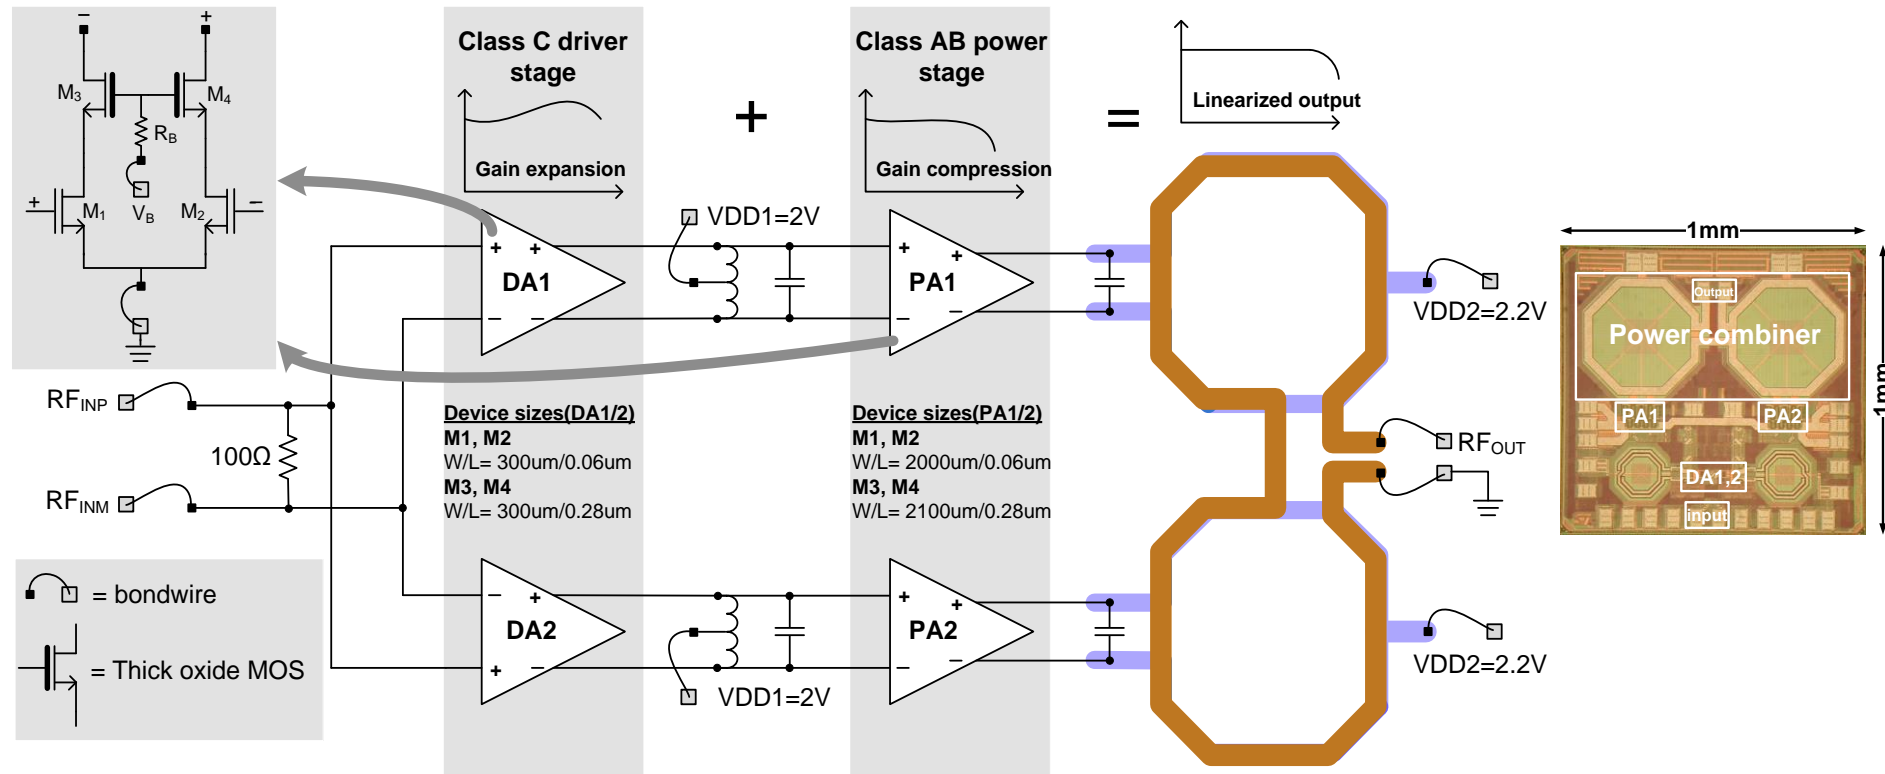 − +
M3 M4
RB
+ M1 VB M2 −
Class C driver
stage
Gain expansion
+
Class AB power
stage
Gain compression
=
Linearized output
VDD1=2V
+ +
DA1
− −
+ +
PA1
− −
VDD2=2.2V
RFINP
100Ω
RFINM
Device sizes(DA1/2)
M1, M2
W/L= 300um/0.06um
M3, M4
W/L= 300um/0.28um
Device sizes(PA1/2)
M1, M2
W/L= 2000um/0.06um
M3, M4
W/L= 2100um/0.28um
RFOUT
− +
DA2
+ −
VDD1=2V
+ +
PA2
− −
VDD2=2.2V
= bondwire
= Thick oxide MOS
1mm
1mm
Output
Power combiner
PA1 PA2
DA1,2
input